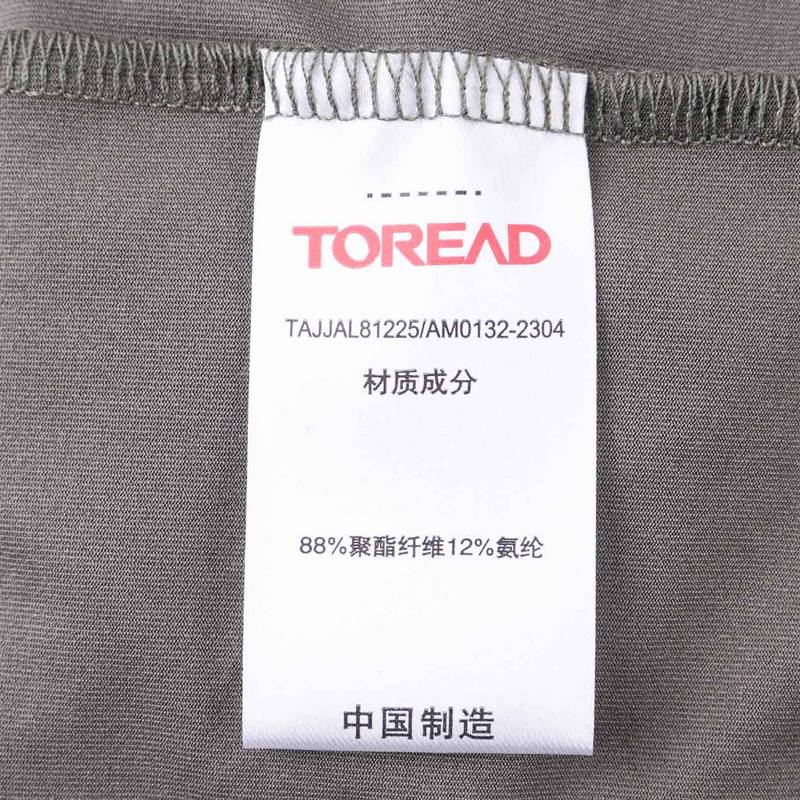 TOREAD
TAJJAL81225/AM0132-2304
材质成分
88%聚酯纤维12%氨纶
中国制造